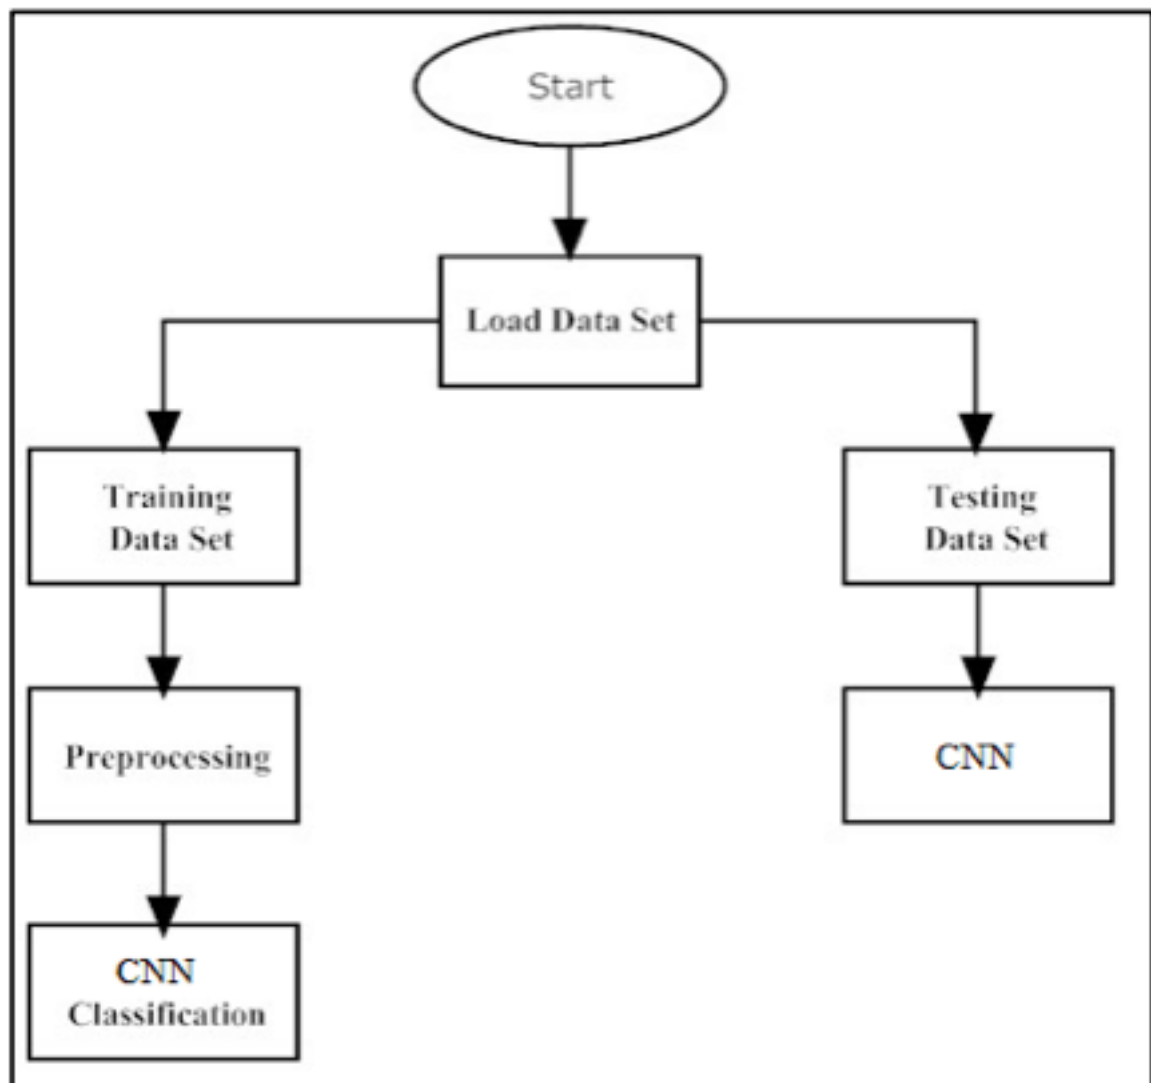 Start
Load Data Set
Training
Data Set
Testing
Data Set
Preprocessing
CNN
CNN
Classification